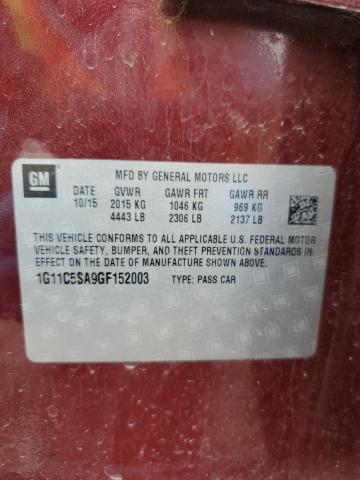 GM MFD BY GENERAL MOTORS LLC
DATE GVWR GAWR FRT GAWR RR
10/15 2015 KG 1046 KG 969 KG
4443 LB 2306 LB 2137 LB
THIS VEHICLE CONFORMS TO ALL APPLICABLE U.S. FEDERAL MOTOR
VEHICLE SAFETY, BUMPER, AND THEFT PREVENTION STANDARDS IN
EFFECT ON THE DATE OF MANUFACTURE SHOWN ABOVE.
1G11C5SA9GF152003 TYPE: PASS CAR